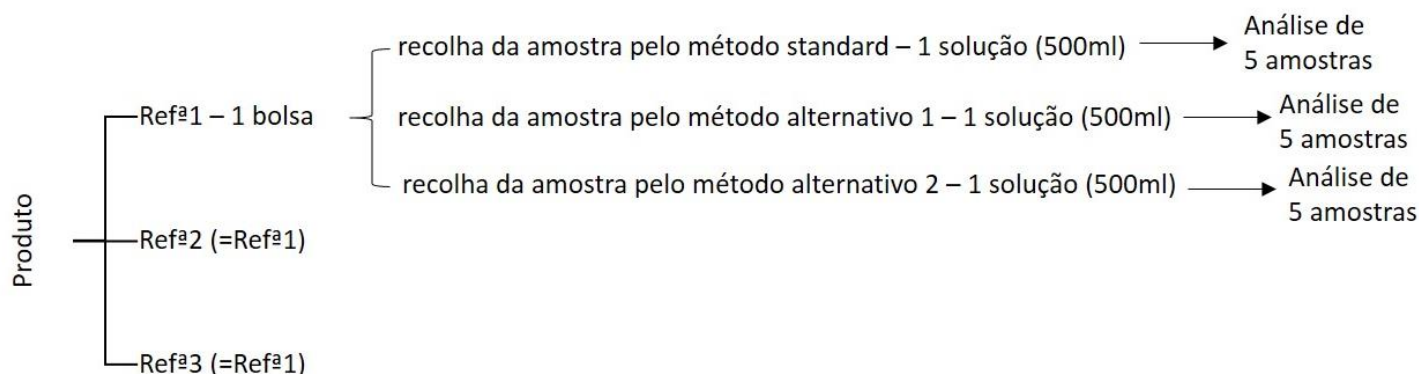 recolha da amostra pelo método standard – 1 solução (500ml)
Análise de
5 amostras
Refª1 – 1 bolsa
recolha da amostra pelo método alternativo 1 – 1 solução (500ml)
Análise de
5 amostras
recolha da amostra pelo método alternativo 2 – 1 solução (500ml)
Análise de
5 amostras
Produto
Refª2 (=Refª1)
Refª3 (=Refª1)